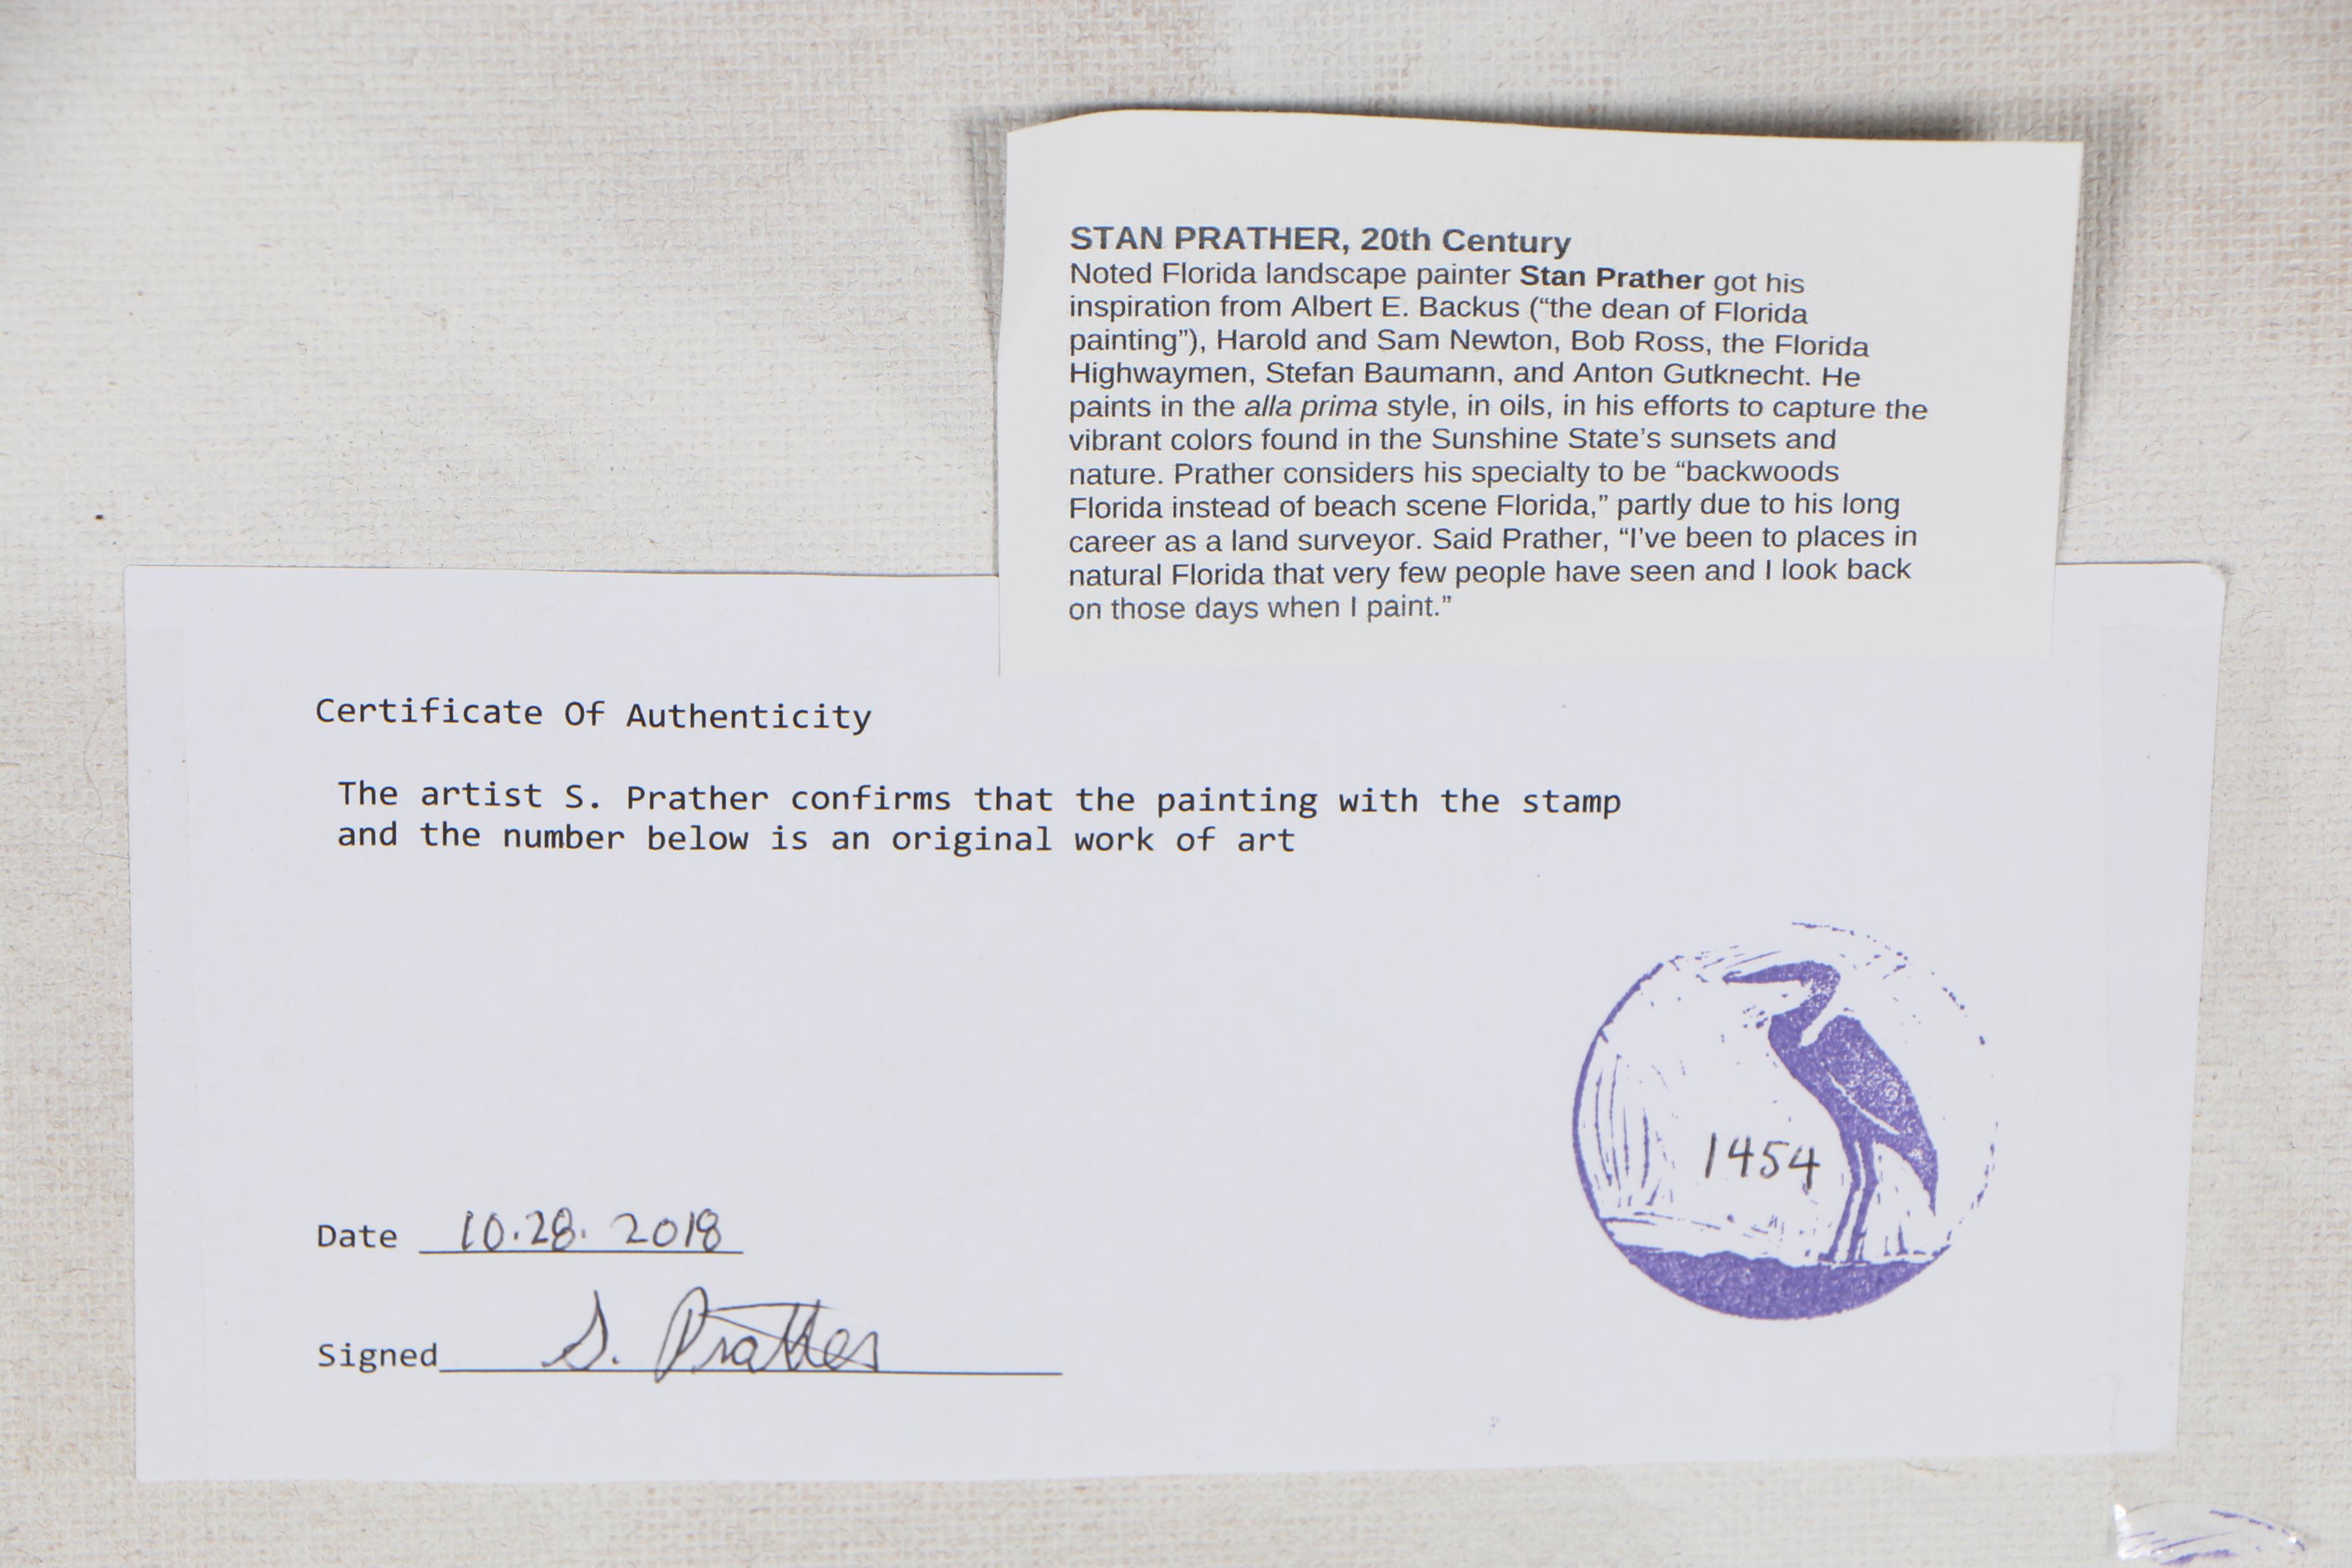 STAN PRATHER, 20th Century
Noted Florida landscape painter Stan Prather got his
inspiration from Albert E. Backus (“the dean of Florida
painting”), Harold and Sam Newton, Bob Ross, the Florida
Highwaymen, Stefan Baumann, and Anton Gutknecht. He
paints in the alla prima style, in oils, in his efforts to capture the
vibrant colors found in the Sunshine State’s sunsets and
nature. Prather considers his specialty to be “backwoods
Florida instead of beach scene Florida,” partly due to his long
career as a land surveyor. Said Prather, “I’ve been to places in
natural Florida that very few people have seen and I look back
on those days when I paint.”
Certificate Of Authenticity
The artist S. Prather confirms that the painting with the stamp
and the number below is an original work of art
1454
Date 10.28. 2018
Signed S. Prather